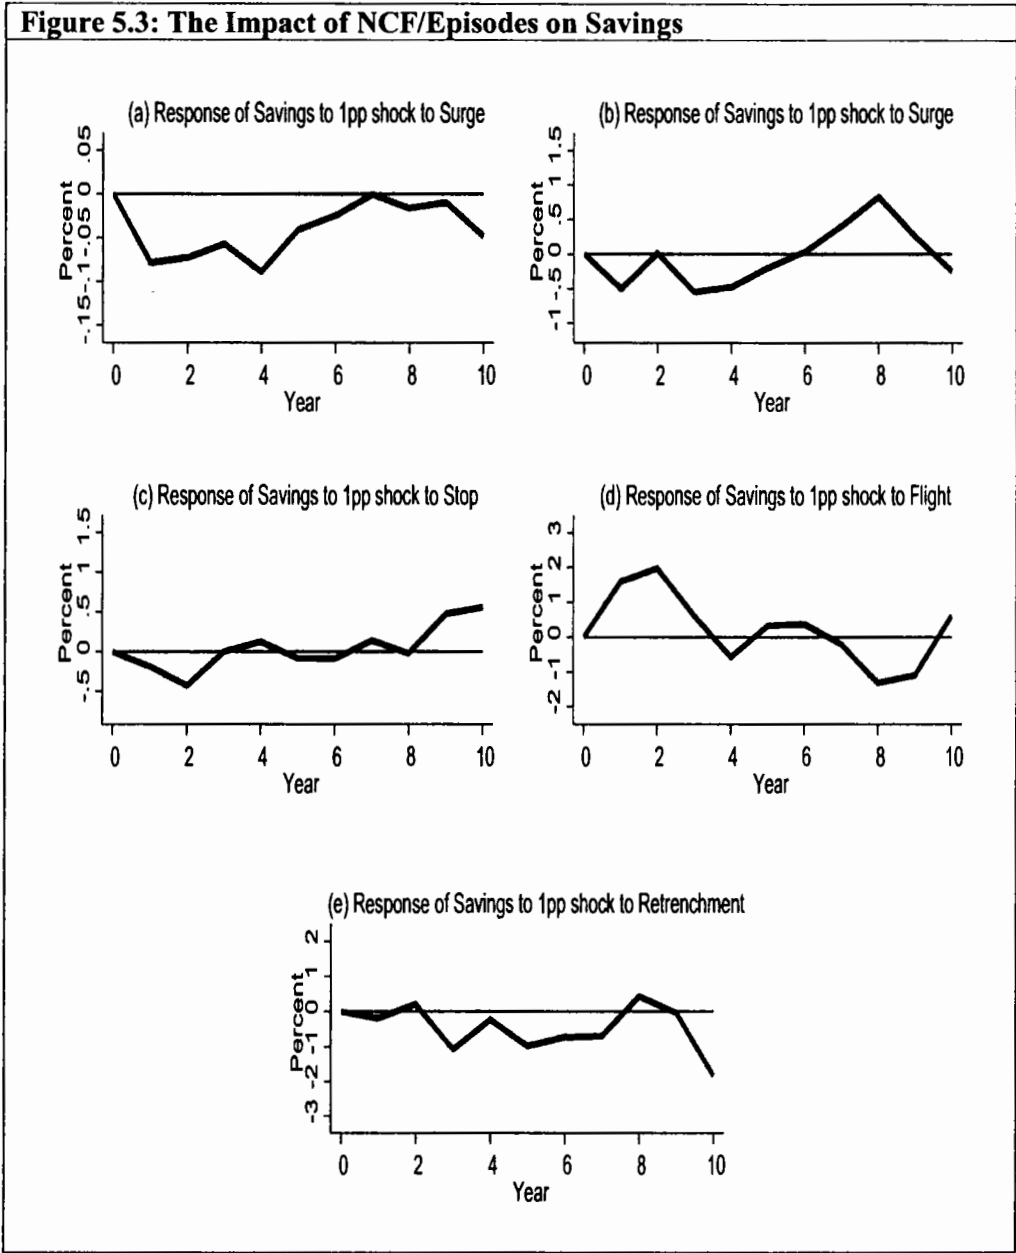 Figure 5.3: The Impact of NCF/Episodes on Savings
(a) Response of Savings to 1pp shock to Surge
Percent
.05
0
-.05
-.1
-.15
0 2 4 6 8 10
Year
(b) Response of Savings to 1pp shock to Surge
Percent
1.5
1
.5
0
-.5
-1
0 2 4 6 8 10
Year
(c) Response of Savings to 1pp shock to Stop
Percent
1.5
1
.5
0
-.5
0 2 4 6 8 10
Year
(d) Response of Savings to 1pp shock to Flight
Percent
3
2
1
0
-1
-2
0 2 4 6 8 10
Year
(e) Response of Savings to 1pp shock to Retrenchment
Percent
2
1
0
-1
-2
-3
0 2 4 6 8 10
Year